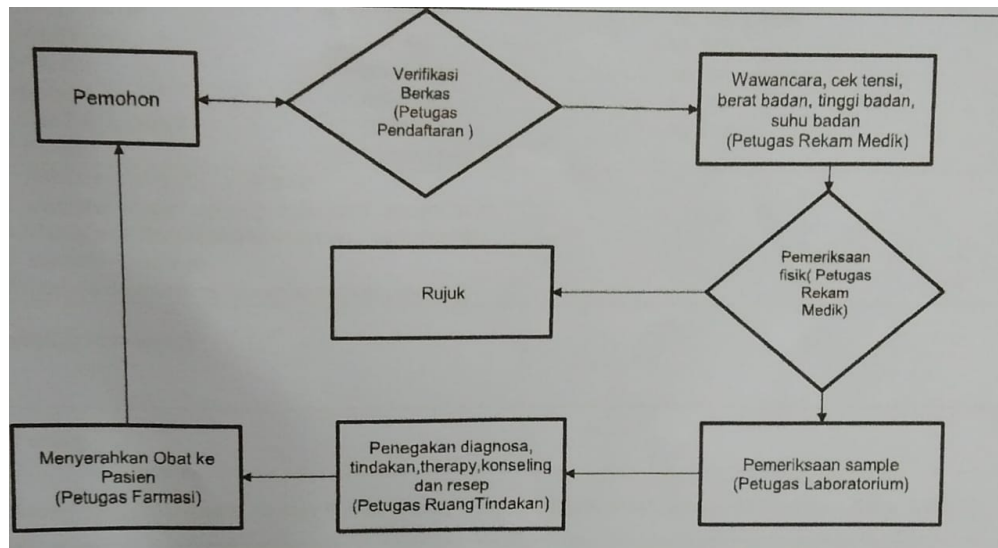 Pemohon
Verifikasi
Berkas
(Petugas
Pendaftaran )
Wawancara, cek tensi,
berat badan, tinggi badan,
suhu badan
(Petugas Rekam Medik)
Pemeriksaan
fisik( Petugas
Rekam
Medik)
Rujuk
Pemeriksaan sample
(Petugas Laboratorium)
Penegakan diagnosa,
tindakan,therapy,konseling
dan resep
(Petugas RuangTindakan)
Menyerahkan Obat ke
Pasien
(Petugas Farmasi)